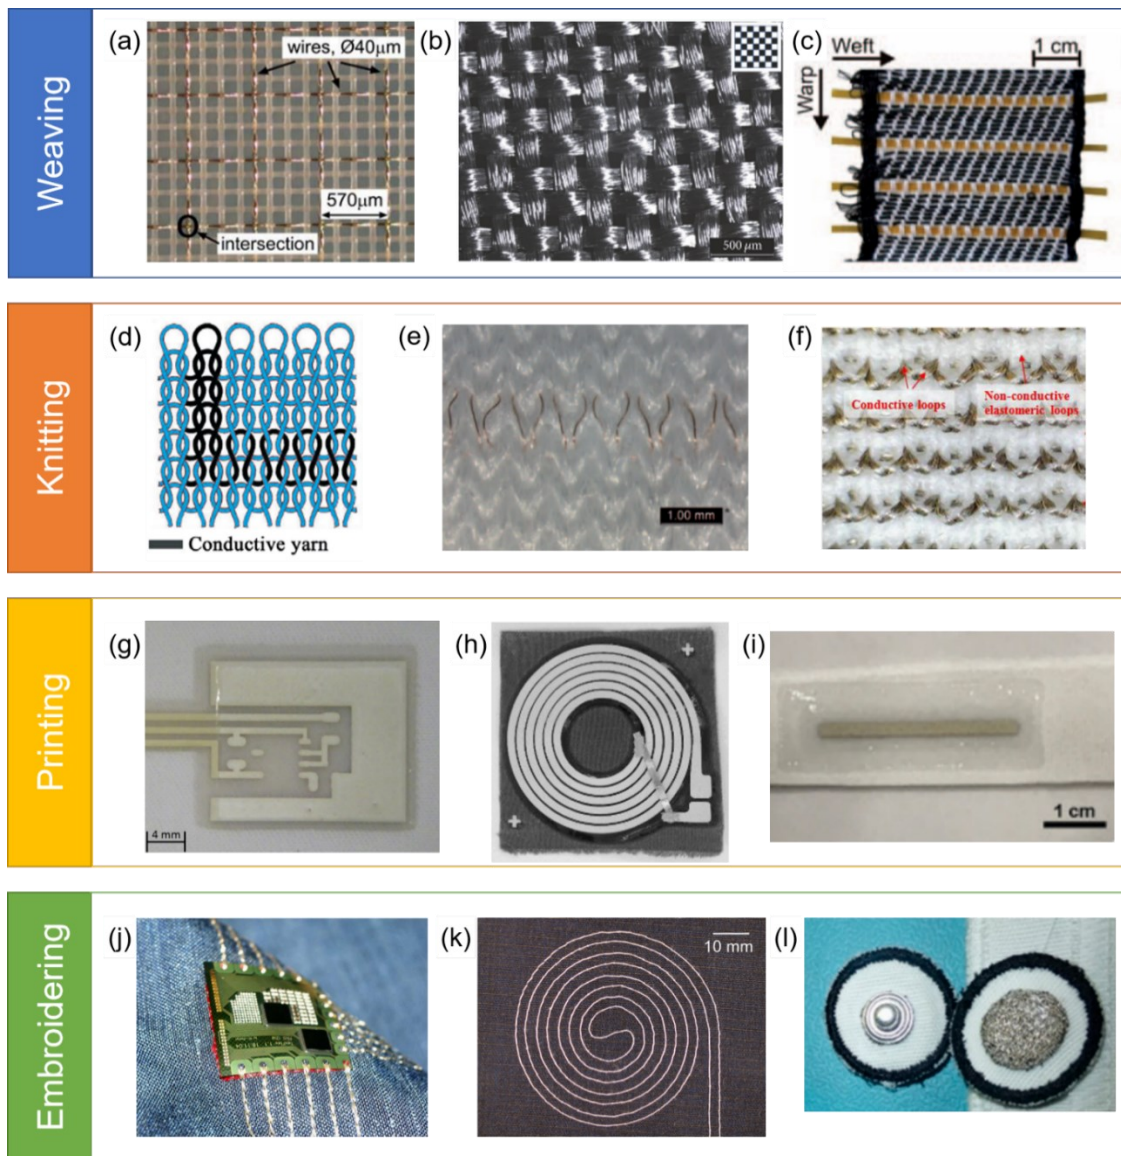 Weaving
(a)
wires, Ø40μm
570μm
intersection
(b)
500 μm
(c)
Weft
1 cm
Warp
Knitting
(d)
Conductive yarn
(e)
1.00 mm
(f)
Conductive loops
Non-conductive
elastomeric loops
Printing
(g)
4 mm
(h)
(i)
1 cm
Embroidering
(j)
(k)
10 mm
(l)